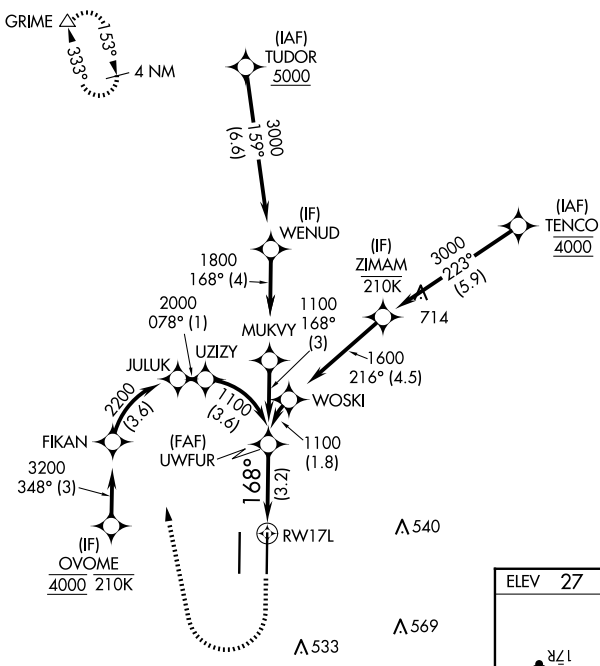 GRIME
153°
333°
4 NM
(IAF)
TUDOR
5000
3000
159°
(6.6)
(IF)
WENUD
(IAF)
TENCO
4000
3000
223°
(5.9)
(IF)
ZIMAM
210K
714
1800
168° (4)
1100
168°
(3)
2000
078° (1)
MUKVY
1600
216° (4.5)
JULUK
UZIZY
WOSKI
2200
(3.6)
1100
(3.6)
1100
(1.8)
FIKAN
(FAF)
UWFUR
3200
348° (3)
168°
(3.2)
(IF)
OVOME
4000 210K
RW17L
540
569
533
ELEV 27
17R